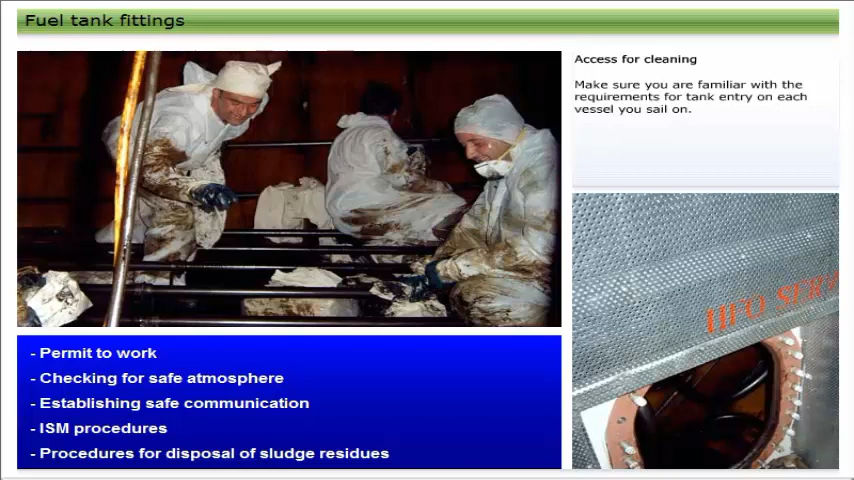 Fuel tank fittings
Access for cleaning
Make sure you are familiar with the
requirements for tank entry on each
vessel you sail on.
HFO
- Permit to work
- Checking for safe atmosphere
- Establishing safe communication
- ISM procedures
- Procedures for disposal of sludge residues